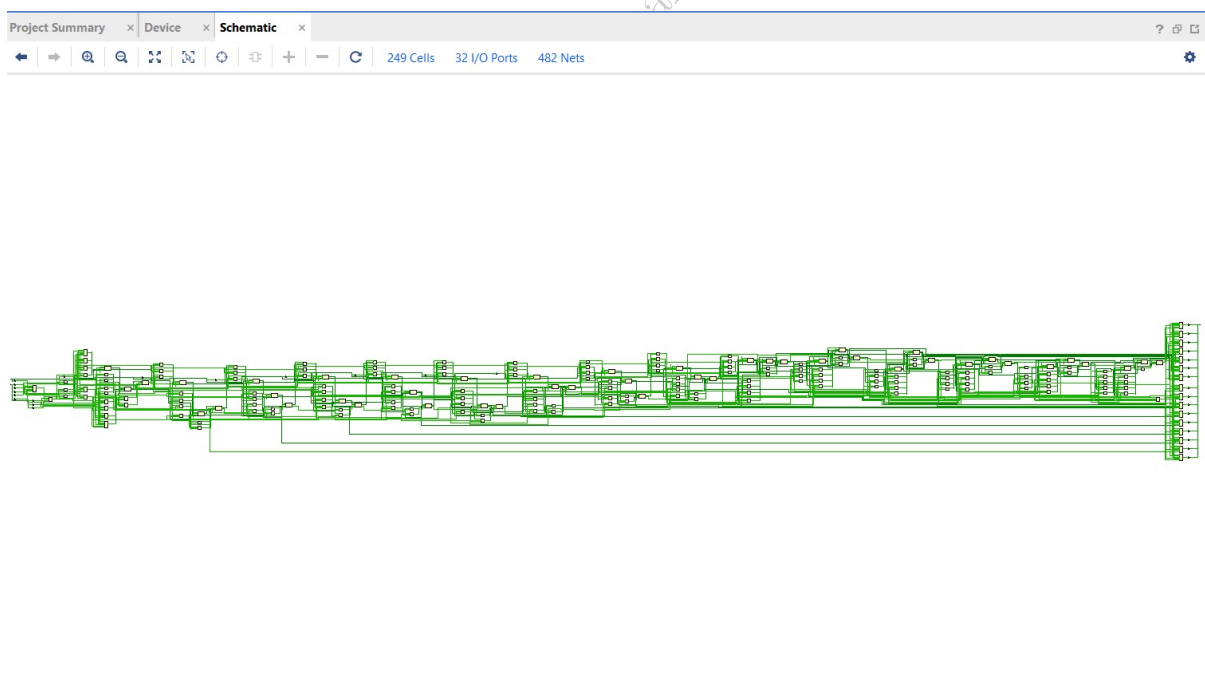 Project Summary × Device × Schematic × ?
249 Cells 32 I/O Ports 482 Nets